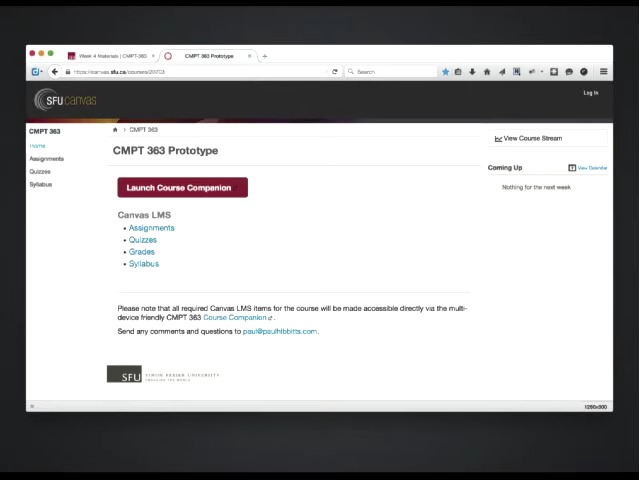 Week 4 Materials | CMPT-363
CMPT 363 Prototype
Search
SFU canvas
Log In
CMPT 363
Home
Assignments
Quizzes
Syllabus
> CMPT 363
CMPT 363 Prototype
Launch Course Companion
Canvas LMS
• Assignments
• Quizzes
• Grades
• Syllabus
Please note that all required Canvas LMS items for the course will be made accessible directly via the multi-
device friendly CMPT 363 Course Companion.
Send any comments and questions to paul@paulhibbitts.com.
View Course Stream
Coming Up
View Calendar
Nothing for the next week
SFU
SIMON FRASER UNIVERSITY
ENGAGING THE WORLD